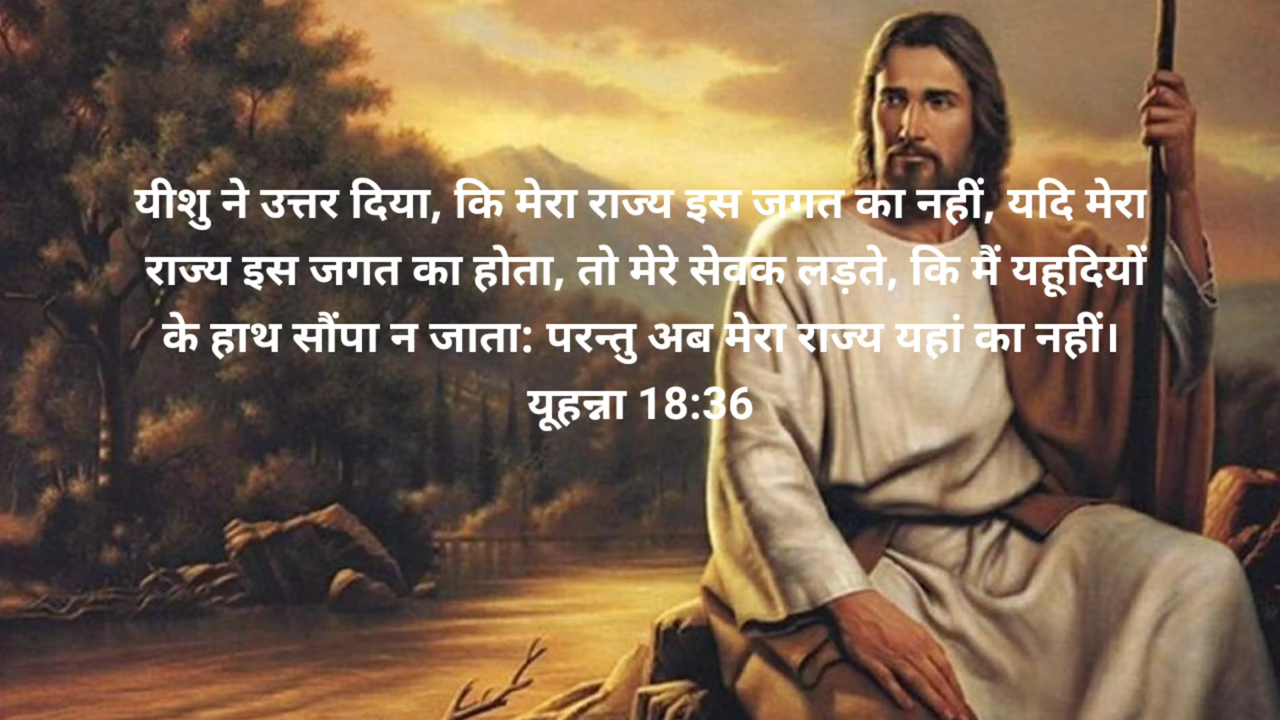 यीशु ने उत्तर दिया, कि मेरा राज्य इस जगत का नहीं, यदि मेरा
राज्य इस जगत का होता, तो मेरे सेवक लड़ते, कि मैं यहूदियों
के हाथ सौंपा न जाता: परन्तु अब मेरा राज्य यहां का नहीं।
यूहन्ना 18:36